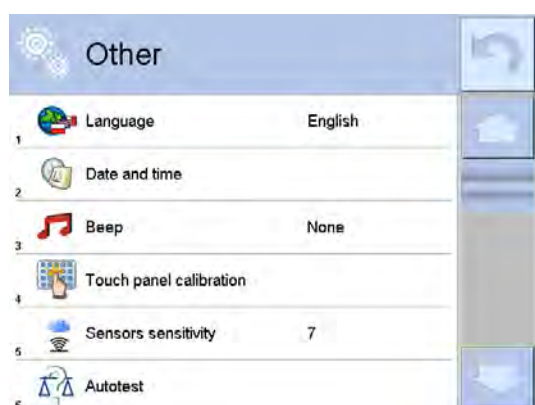 Other
1 Language English
2 Date and time
3 Beep None
4 Touch panel calibration
5 Sensors sensitivity 7
Autotest